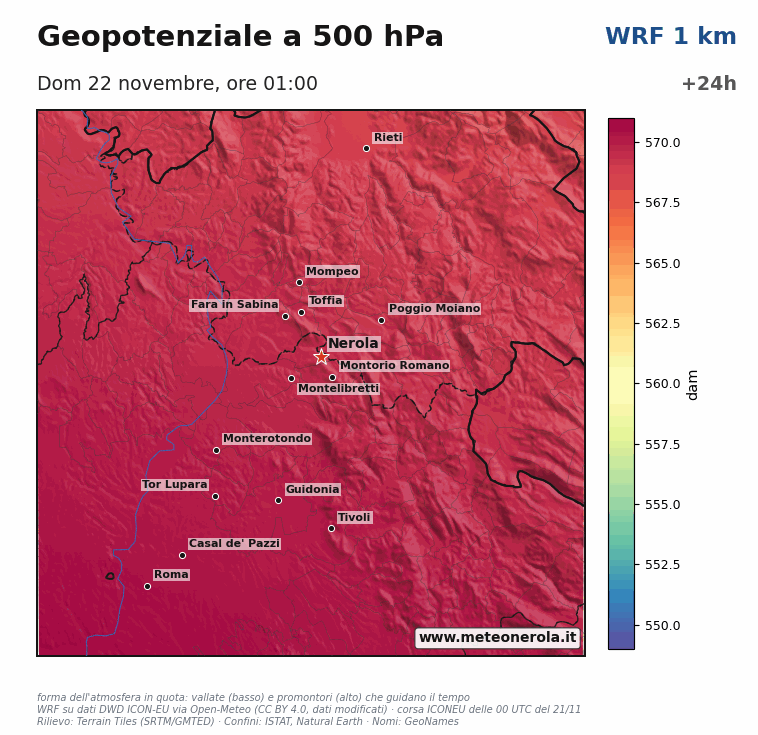 Geopotenziale a 500 hPa
WRF 1 km
Dom 22 novembre, ore 01:00
+24h
Rieti
Mompeo
Toffia
Fara in Sabina
Poggio Moiano
Nerola
Montorio Romano
Montelibretti
Monterotondo
Tor Lupara
Guidonia
Tivoli
Casal de' Pazzi
Roma
www.meteonerola.it
570.0
567.5
565.0
562.5
560.0
557.5
555.0
552.5
550.0
dam
forma dell'atmosfera in quota: vallate (basso) e promontori (alto) che guidano il tempo
WRF su dati DWD ICON-EU via Open-Meteo (CC BY 4.0, dati modificati) · corsa ICONEU delle 00 UTC del 21/11
Rilievo: Terrain Tiles (SRTM/GMTED) · Confini: ISTAT, Natural Earth · Nomi: GeoNames